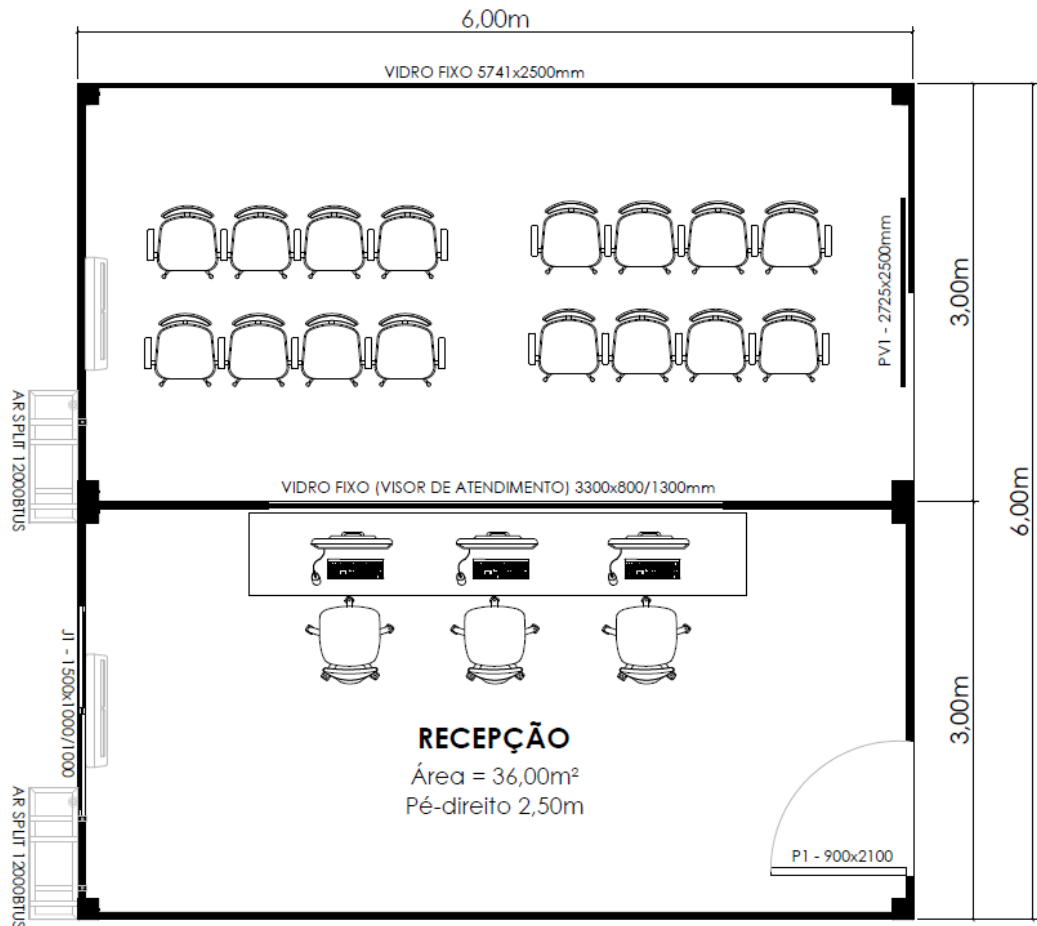 6,00m
VIDRO FIXO 5741x2500mm
PV1 - 2725x2500mm
3,00m
AR SPLIT 12000BTUS
VIDRO FIXO (VISOR DE ATENDIMENTO) 3300x800/1300mm
6,00m
J1 - 1500x1000/1000
3,00m
RECEPÇÃO
Área = 36,00m²
Pé-direito 2,50m
AR SPLIT 12000BTUS
P1 - 900x2100